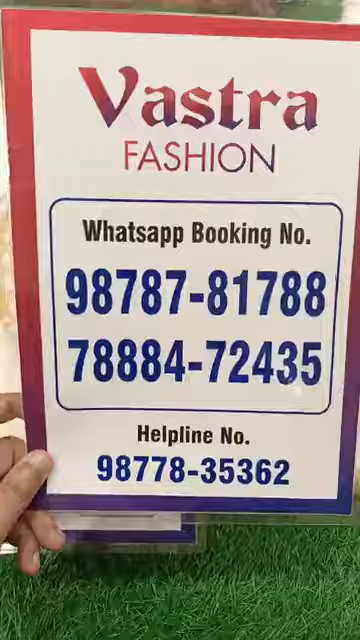 Vastra
FASHION
Whatsapp Booking No.
98787-81788
78884-72435
Helpline No.
98778-35362